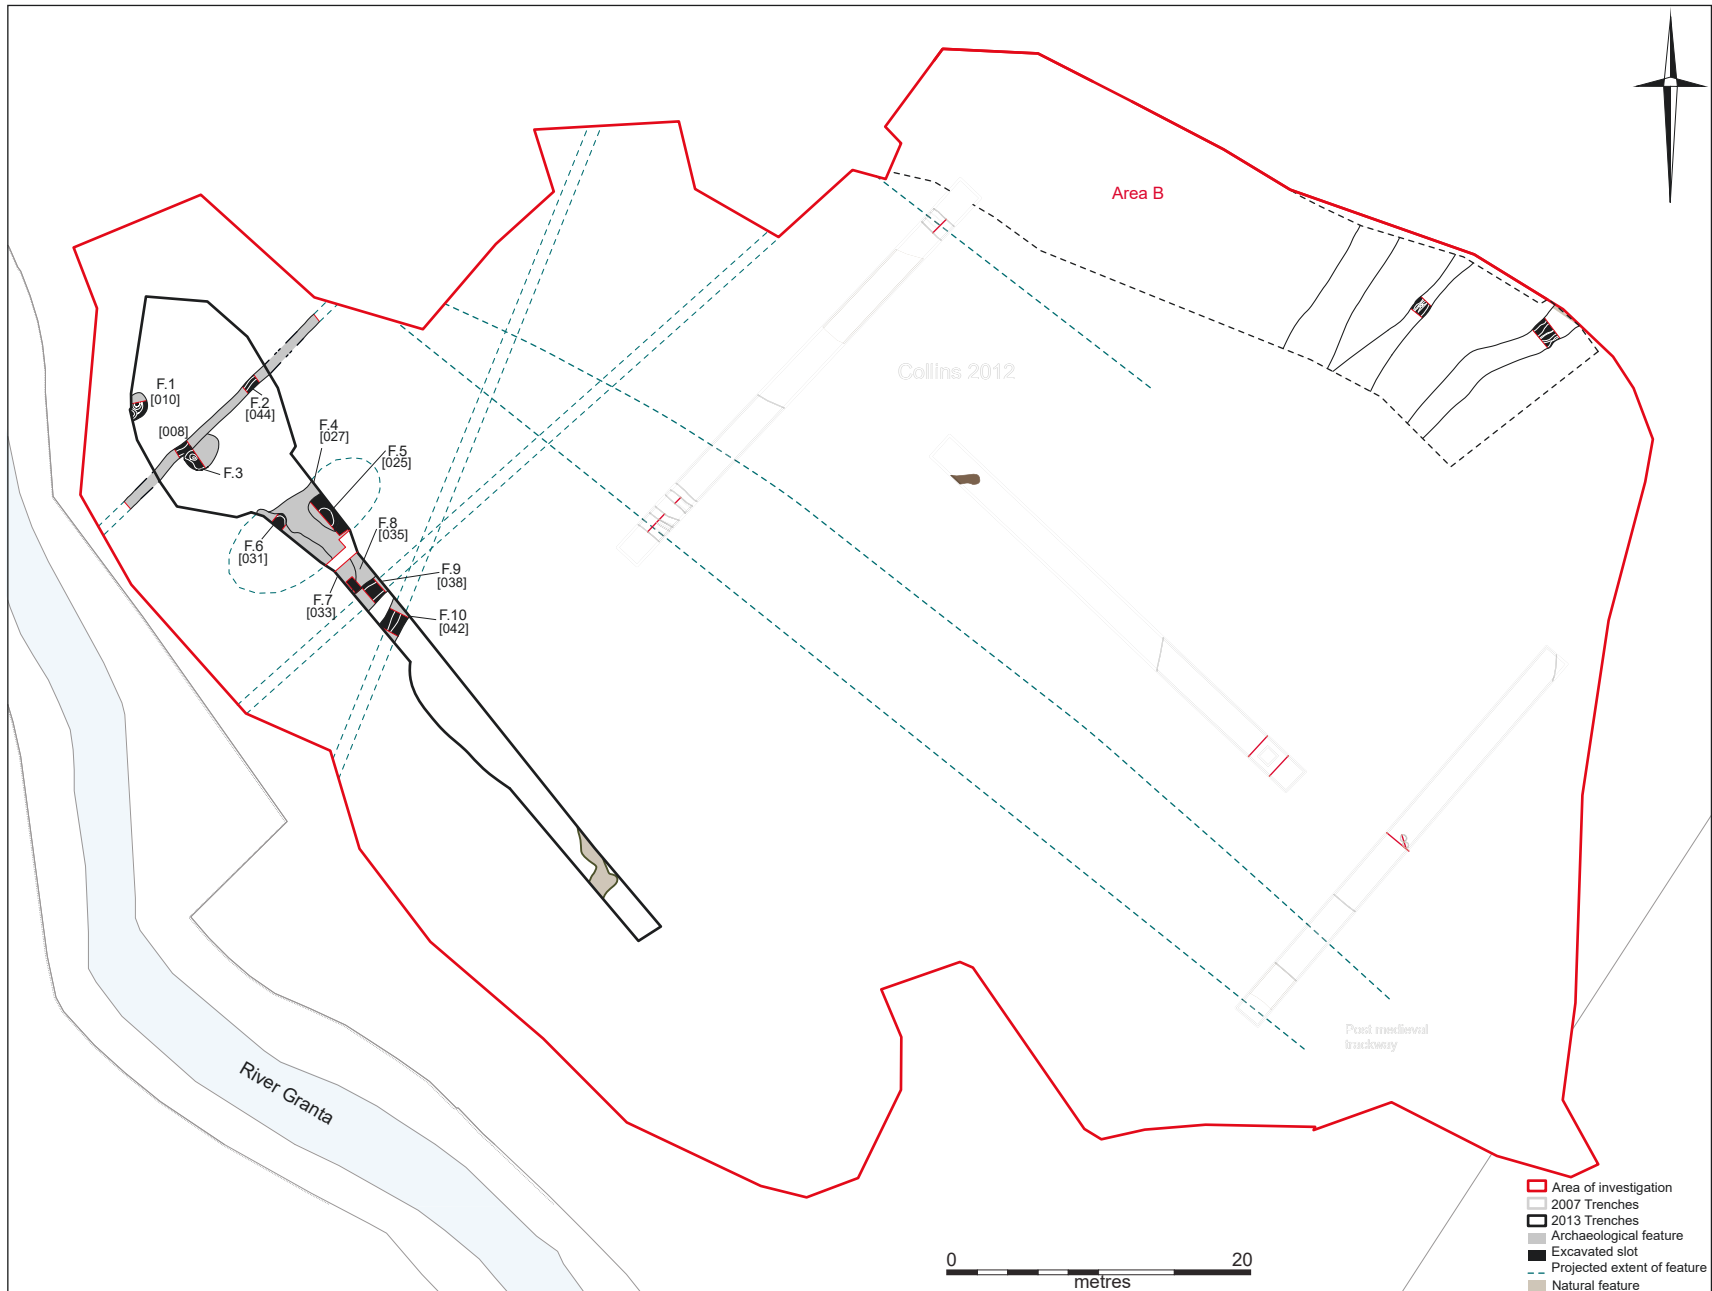 Area B
Collins 2012
F.1
[010]
F.2
[044]
[008]
F.3
F.4
[027]
F.5
[025]
F.6
[031]
F.8
[035]
F.9
[038]
F.7
[033]
F.10
[042]
Post medieval
truckway
River Granta
0 20
metres
Area of investigation
2007 Trenches
2013 Trenches
Archaeological feature
Excavated slot
Projected extent of feature
Natural feature